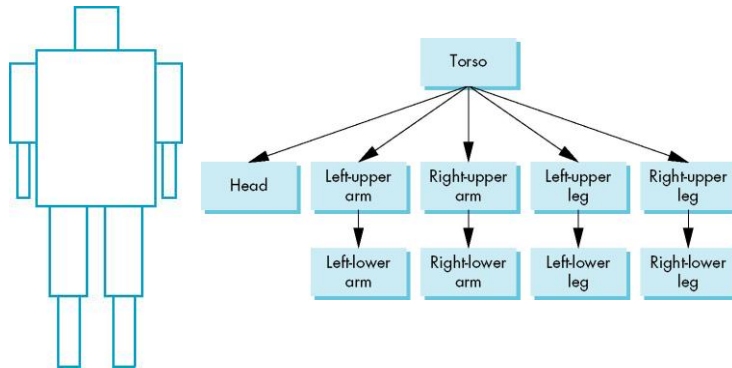 Torso
Head
Left-upper
arm
Right-upper
arm
Left-upper
leg
Right-upper
leg
Left-lower
arm
Right-lower
arm
Left-lower
leg
Right-lower
leg